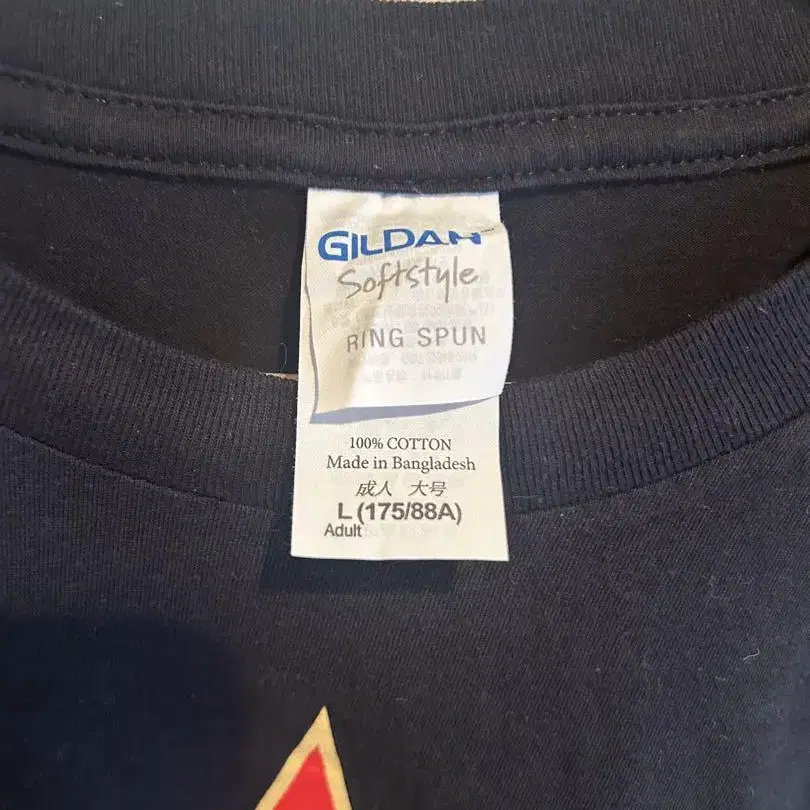 GILDAN
Softstyle
RING SPUN
100% COTTON
Made in Bangladesh
成人 大号
L (175/88A)
Adult